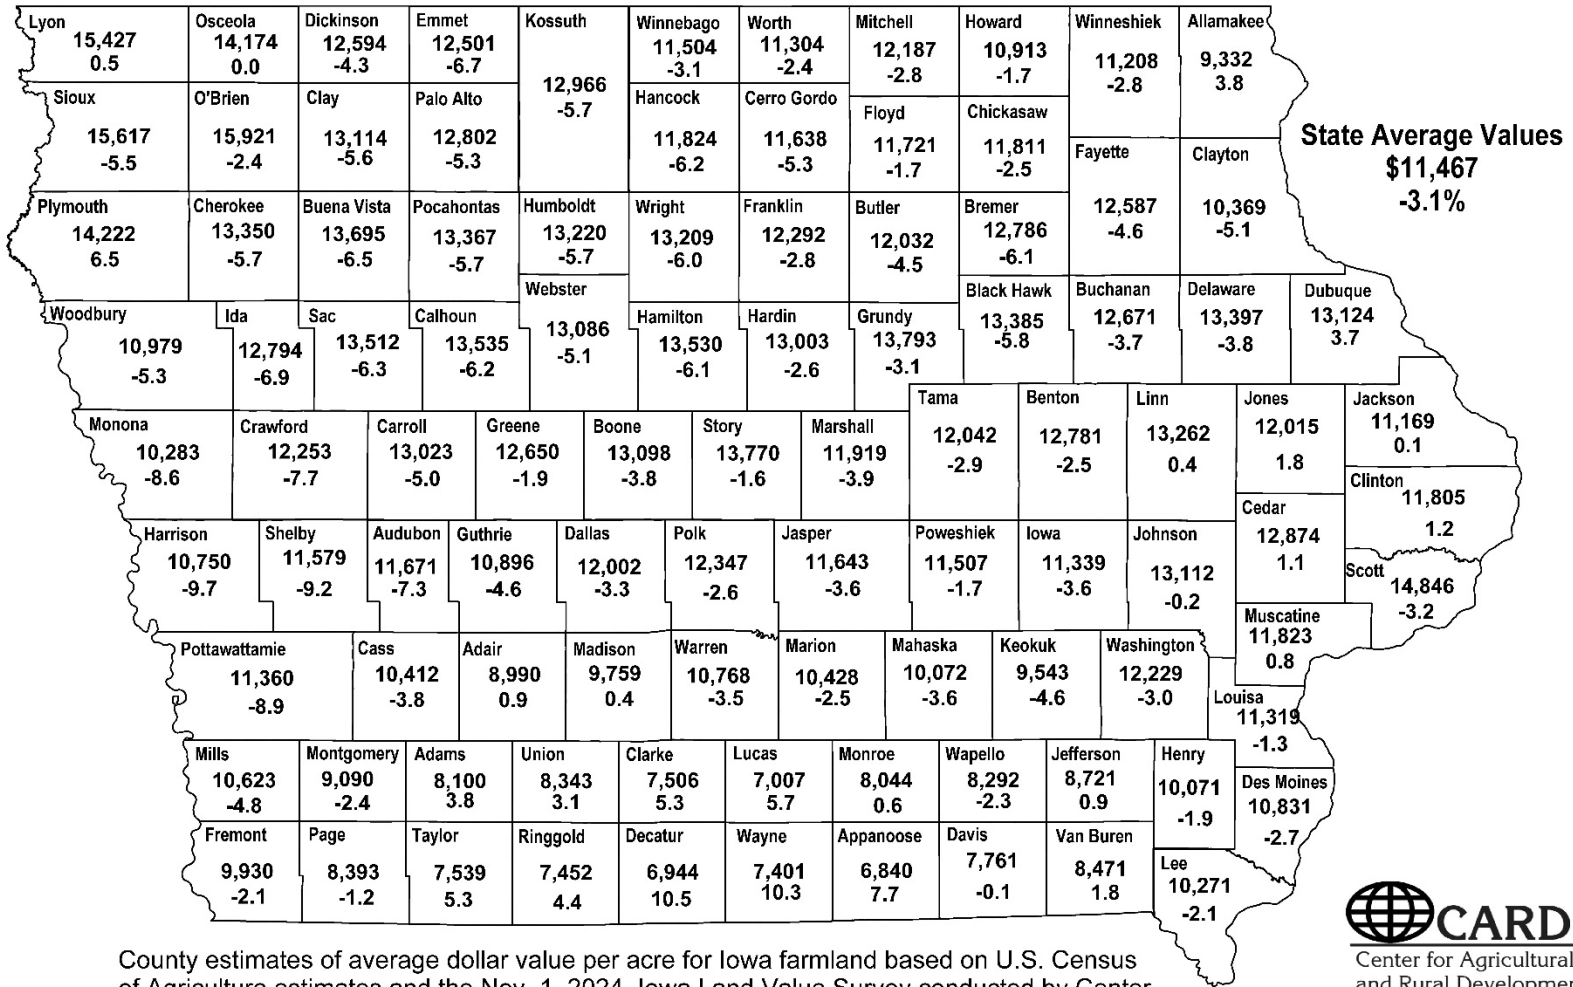 Lyon
15,427
0.5
Osceola
14,174
0.0
Dickinson
12,594
-4.3
Emmet
12,501
-6.7
Kossuth
12,966
-5.7
Winnebago
11,504
-3.1
Worth
11,304
-2.4
Mitchell
12,187
-2.8
Howard
10,913
-1.7
Winneshiek
11,208
-2.8
Allamakee
9,332
3.8
Sioux
15,617
-5.5
O'Brien
15,921
-2.4
Clay
13,114
-5.6
Palo Alto
12,802
-5.3
Hancock
11,824
-6.2
Cerro Gordo
11,638
-5.3
Floyd
11,721
-1.7
Chickasaw
11,811
-2.5
Fayette
12,587
-4.6
Clayton
10,369
-5.1
State Average Values
$11,467
-3.1%
Plymouth
14,222
6.5
Cherokee
13,350
-5.7
Buena Vista
13,695
-6.5
Pocahontas
13,367
-5.7
Humboldt
13,220
-5.7
Wright
13,209
-6.0
Franklin
12,292
-2.8
Butler
12,032
-4.5
Bremer
12,786
-6.1
Woodbury
10,979
-5.3
Ida
12,794
-6.9
Sac
13,512
-6.3
Calhoun
13,535
-6.2
Webster
13,086
-5.1
Hamilton
13,530
-6.1
Hardin
13,003
-2.6
Grundy
13,793
-3.1
Black Hawk
13,385
-5.8
Buchanan
12,671
-3.7
Delaware
13,397
-3.8
Dubuque
13,124
3.7
Monona
10,283
-8.6
Crawford
12,253
-7.7
Carroll
13,023
-5.0
Greene
12,650
-1.9
Boone
13,098
-3.8
Story
13,770
-1.6
Marshall
11,919
-3.9
Tama
12,042
-2.9
Benton
12,781
-2.5
Linn
13,262
0.4
Jones
12,015
1.8
Jackson
11,169
0.1
Clinton
11,805
1.2
Cedar
12,874
1.1
Harrison
10,750
-9.7
Shelby
11,579
-9.2
Audubon
11,671
-7.3
Guthrie
10,896
-4.6
Dallas
12,002
-3.3
Polk
12,347
-2.6
Jasper
11,643
-3.6
Poweshiek
11,507
-1.7
Iowa
11,339
-3.6
Johnson
13,112
-0.2
Scott
14,846
-3.2
Muscatine
11,823
0.8
Pottawattamie
11,360
-8.9
Cass
10,412
-3.8
Adair
8,990
0.9
Madison
9,759
0.4
Warren
10,768
-3.5
Marion
10,428
-2.5
Mahaska
10,072
-3.6
Keokuk
9,543
-4.6
Washington
12,229
-3.0
Louisa
11,319
-1.3
Mills
10,623
-4.8
Montgomery
9,090
-2.4
Adams
8,100
3.8
Union
8,343
3.1
Clarke
7,506
5.3
Lucas
7,007
5.7
Monroe
8,044
0.6
Wapello
8,292
-2.3
Jefferson
8,721
0.9
Henry
10,071
-1.9
Des Moines
10,831
-2.7
Fremont
9,930
-2.1
Page
8,393
-1.2
Taylor
7,539
5.3
Ringgold
7,452
4.4
Decatur
6,944
10.5
Wayne
7,401
10.3
Appanoose
6,840
7.7
Davis
7,761
-0.1
Van Buren
8,471
1.8
Lee
10,271
-2.1
CARD
Center for Agricultural
and Rural Development
County estimates of average dollar value per acre for Iowa farmland based on U.S. Census
of Agriculture estimates and the Nov. 1, 2024, Iowa Land Value Survey conducted by Center